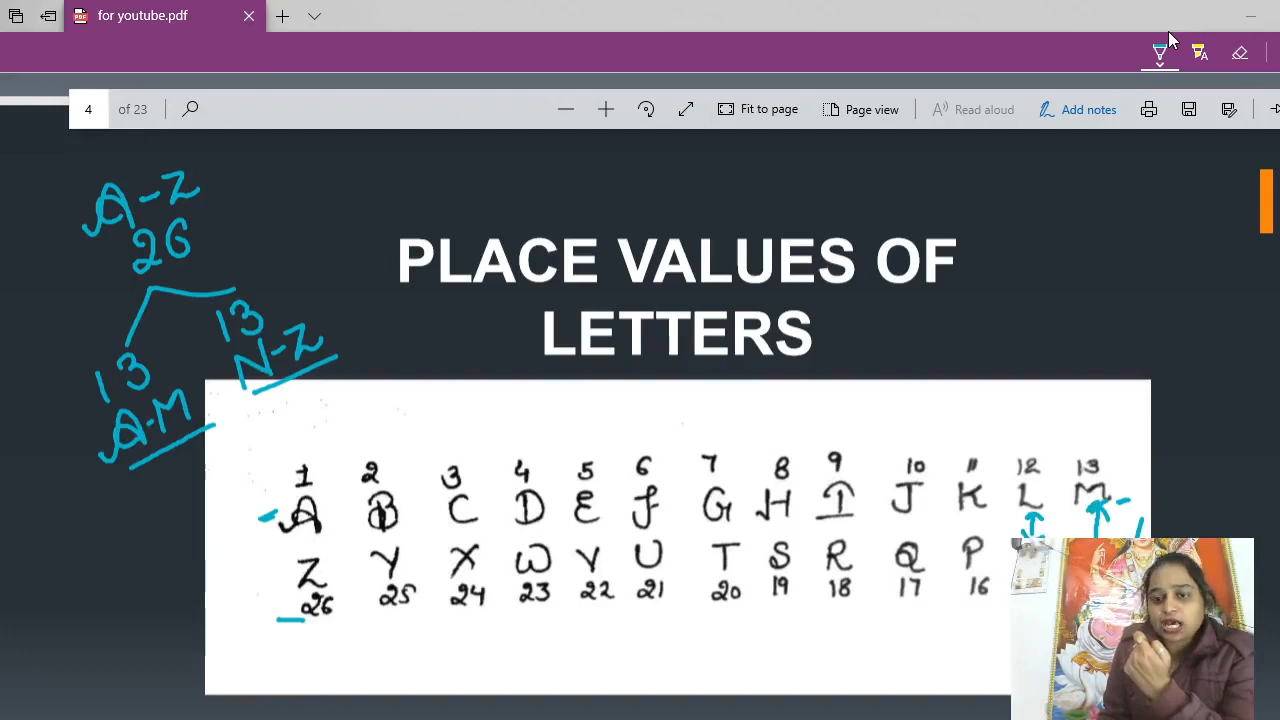 for youtube.pdf
4 of 23
Fit to page
Page view
Read aloud
Add notes
A-Z
26
13
N-Z
13
A-M
PLACE VALUES OF
LETTERS
1 2 3 4 5 6 7 8 9 10 11 12 13
A B C D E F G H I J K L M
Z Y X W V U T S R Q P
26 25 24 23 22 21 20 19 18 17 16